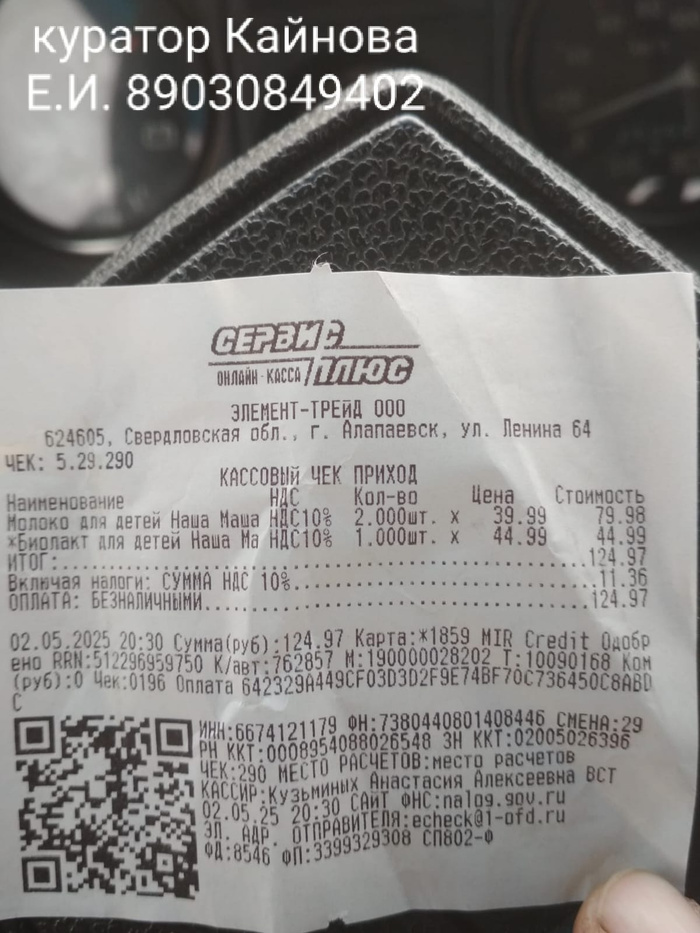 куратор Кайнова
Е.И. 89030849402
СЕРВИС
ОНЛАЙН-КАССА ПЛЮС
ЭЛЕМЕНТ-ТРЕЙД ООО
624605, Свердловская обл., г. Алапаевск, ул. Ленина 64
ЧЕК: 5.29.290
КАССОВЫЙ ЧЕК ПРИХОД
Наименование НДС Кол-во Цена Стоимость
Молоко для детей Наша Маша НДС10% 2.000шт. x 39.99 79.98
*Биолакт для детей Наша Ма НДС10% 1.000шт. x 44.99 44.99
ИТОГ:..................................................124.97
Включая налоги: СУММА НДС 10%............................11.36
ОПЛАТА: БЕЗНАЛИЧНЫМИ...................................124.97
02.05.2025 20:30 Сумма(руб):124.97 Карта:*1859 MIR Credit Одобр
ено RRN:512296959750 К/авт:762857 М:190000028202 Т:10090168 Ком
(руб):0 Чек:0196 Оплата 642329A449CF03D3D2F9E74BF70C736450C8ABD
C
ИНН:6674121179 ФН:7380440801408446 СМЕНА:29
РН ККТ:0008954088026548 ЗН ККТ:02005026396
ЧЕК:290 МЕСТО РАСЧЕТОВ:место расчетов
КАССИР:Кузьминых Анастасия Алексеевна ВСТ
02.05.25 20:30 САЙТ ФНС:nalog.gov.ru
ЭЛ. АДР. ОТПРАВИТЕЛЯ:echeck@1-ofd.ru
ФД:8546 ФП:3399329308 СП802-Ф